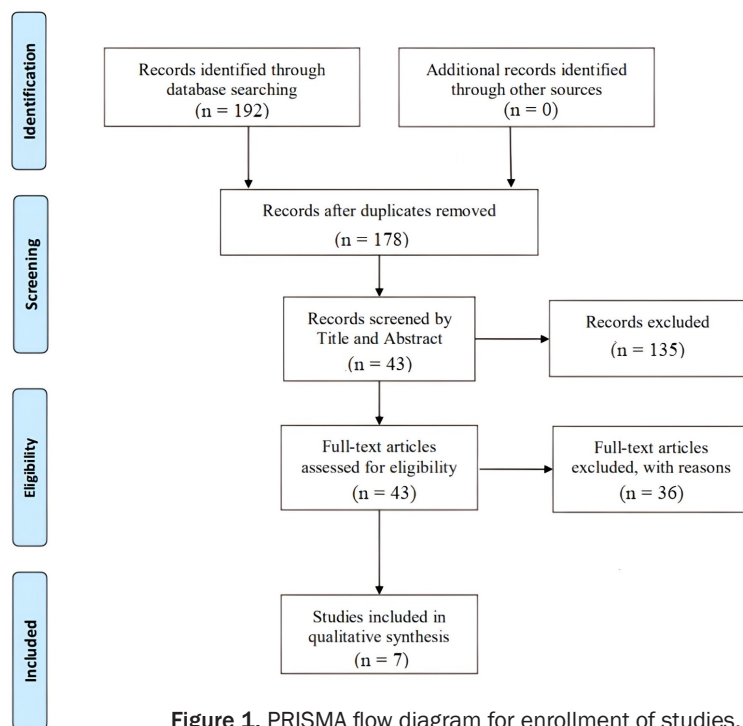 Identification
Records identified through
database searching
(n = 192)
Additional records identified
through other sources
(n = 0)
Screening
Records after duplicates removed
(n = 178)
Records screened by
Title and Abstract
(n = 43)
Records excluded
(n = 135)
Eligibility
Full-text articles
assessed for eligibility
(n = 43)
Full-text articles
excluded, with reasons
(n = 36)
Included
Studies included in
qualitative synthesis
(n = 7)
Figure 1. PRISMA flow diagram for enrollment of studies.